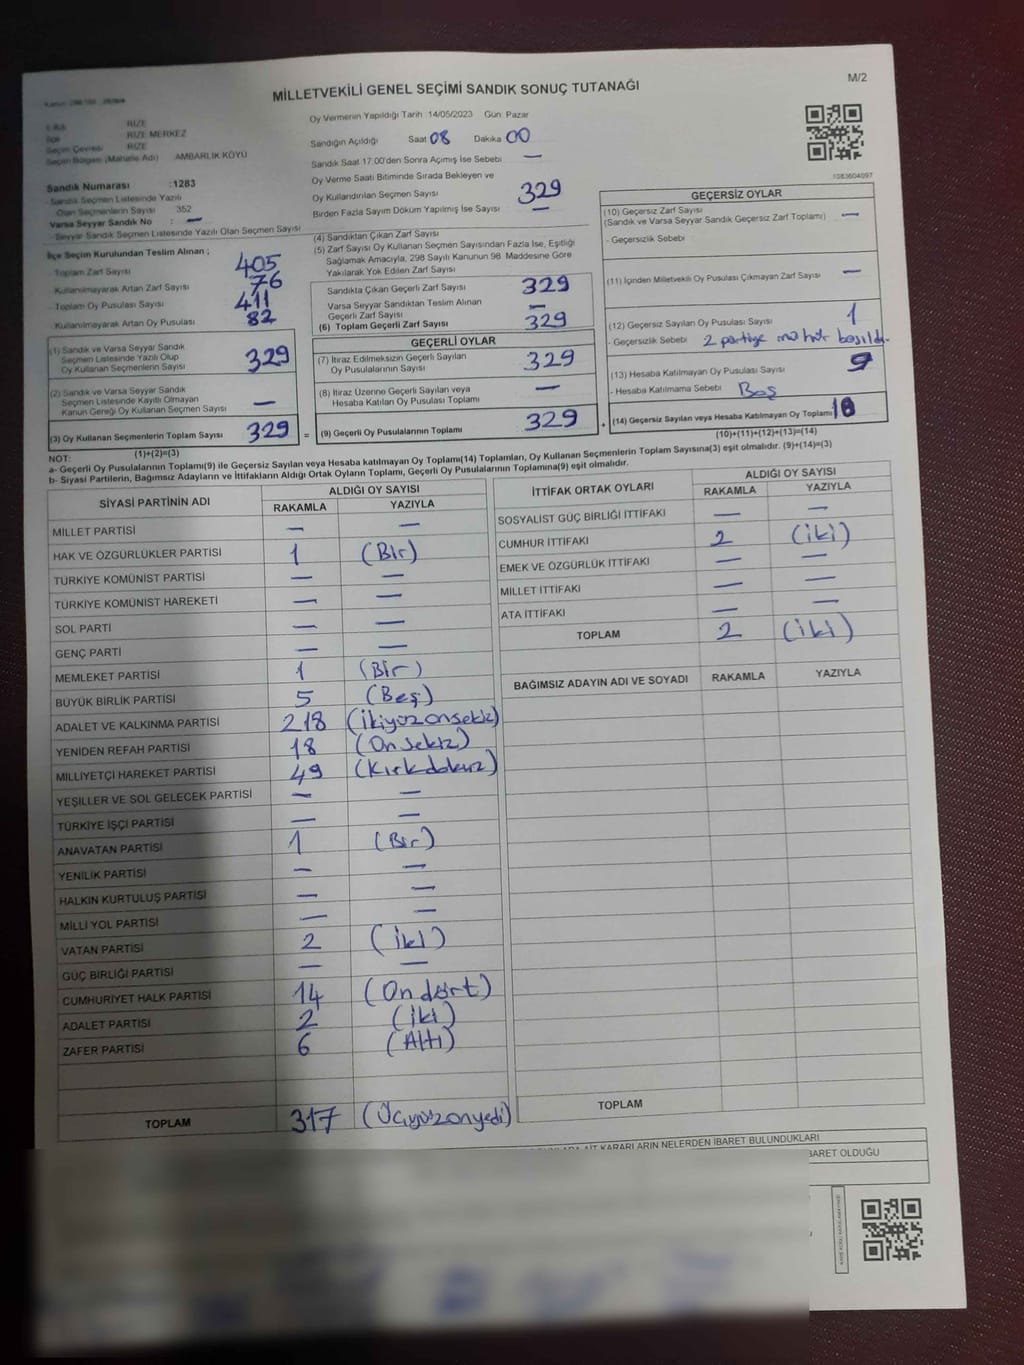 M/2
MİLLETVEKİLİ GENEL SEÇİMİ SANDIK SONUÇ TUTANAĞI
İli RİZE
İlçe RİZE MERKEZ
Seçim Çevresi RİZE
Seçim Bölgesi (Mahalle Adı) AMBARLIK KÖYÜ
Sandık Numarası :1283
- Sandık Seçmen Listesinde Yazılı
Olan Seçmenlerin Sayısı 352
Varsa Seyyar Sandık No : —
- Seyyar Sandık Seçmen Listesinde Yazılı Olan Seçmen Sayısı
İlçe Seçim Kurulundan Teslim Alınan ;
- Toplam Zarf Sayısı 405
- Kullanılmayarak Artan Zarf Sayısı 76
- Toplam Oy Pusulası Sayısı 411
- Kullanılmayarak Artan Oy Pusulası 82
Oy Vermenin Yapıldığı Tarih 14/05/2023 Gün Pazar
Sandığın Açıldığı Saat 08 Dakika 00
Sandık Saat 17:00'den Sonra Açımış İse Sebebi —
Oy Verme Saati Bitiminde Sırada Bekleyen ve
Oy Kullandırılan Seçmen Sayısı 329
Birden Fazla Sayım Döküm Yapılmış İse Sayısı —
(4) Sandıktan Çıkan Zarf Sayısı
(5) Zarf Sayısı Oy Kullanan Seçmen Sayısından Fazla İse, Eşitliği
Sağlamak Amacıyla, 298 Sayılı Kanunun 98. Maddesine Göre
Yakılarak Yok Edilen Zarf Sayısı
Sandıkta Çıkan Geçerli Zarf Sayısı 329
Varsa Seyyar Sandıktan Teslim Alınan
Geçerli Zarf Sayısı —
(6) Toplam Geçerli Zarf Sayısı 329
1083604097
(1) Sandık ve Varsa Seyyar Sandık
Seçmen Listesinde Yazılı Olup
Oy Kullanan Seçmenlerin Sayısı 329
(2) Sandık ve Varsa Seyyar Sandık
Seçmen Listesinde Kayıtlı Olmayan
Kanun Gereği Oy Kullanan Seçmen Sayısı —
(3) Oy Kullanan Seçmenlerin Toplam Sayısı 329 =
(1)+(2)=(3)
GEÇERLİ OYLAR
(7) İtiraz Edilmeksizin Geçerli Sayılan
Oy Pusulalarının Sayısı 329
(8) İtiraz Üzerine Geçerli Sayılan veya
Hesaba Katılan Oy Pusulası Toplamı —
(9) Geçerli Oy Pusulalarının Toplamı 329 +
GEÇERSİZ OYLAR
(10) Geçersiz Zarf Sayısı
(Sandık ve Varsa Seyyar Sandık Geçersiz Zarf Toplamı) —
- Geçersizlik Sebebi
(11) İçinden Milletvekili Oy Pusulası Çıkmayan Zarf Sayısı —
(12) Geçersiz Sayılan Oy Pusulası Sayısı 1
- Geçersizlik Sebebi 2 partiye mühür basıldı.
(13) Hesaba Katılmayan Oy Pusulası Sayısı 9
- Hesaba Katılmama Sebebi Boş
(14) Geçersiz Sayılan veya Hesaba Katılmayan Oy Toplamı 10
(10)+(11)+(12)+(13)=(14)
NOT:
a- Geçerli Oy Pusulalarının Toplamı(9) ile Geçersiz Sayılan veya Hesaba katılmayan Oy Toplamı(14) Toplamları, Oy Kullanan Seçmenlerin Toplam Sayısına(3) eşit olmalıdır. (9)+(14)=(3)
b- Siyasi Partilerin, Bağımsız Adayların ve İttifakların Aldığı Ortak Oyların Toplamı, Geçerli Oy Pusulalarının Toplamına(9) eşit olmalıdır.
SİYASİ PARTİNİN ADI ALDIĞI OY SAYISI
RAKAMLA YAZIYLA
MİLLET PARTİSİ — —
HAK VE ÖZGÜRLÜKLER PARTİSİ 1 (Bir)
TÜRKİYE KOMÜNİST PARTİSİ — —
TÜRKİYE KOMÜNİST HAREKETİ — —
SOL PARTİ — —
GENÇ PARTİ — —
MEMLEKET PARTİSİ 1 (Bir)
BÜYÜK BİRLİK PARTİSİ 5 (Beş)
ADALET VE KALKINMA PARTİSİ 218 (İkiyüzonsekiz)
YENİDEN REFAH PARTİSİ 18 (Onsekiz)
MİLLİYETÇİ HAREKET PARTİSİ 49 (Kırkdokuz)
YEŞİLLER VE SOL GELECEK PARTİSİ — —
TÜRKİYE İŞÇİ PARTİSİ — —
ANAVATAN PARTİSİ 1 (Bir)
YENİLİK PARTİSİ — —
HALKIN KURTULUŞ PARTİSİ — —
MİLLİ YOL PARTİSİ — —
VATAN PARTİSİ 2 (İki)
GÜÇ BİRLİĞİ PARTİSİ — —
CUMHURİYET HALK PARTİSİ 14 (Ondört)
ADALET PARTİSİ 2 (İki)
ZAFER PARTİSİ 6 (Altı)
TOPLAM 317 (Üçyüzonyedi)
İTTİFAK ORTAK OYLARI ALDIĞI OY SAYISI
RAKAMLA YAZIYLA
SOSYALİST GÜÇ BİRLİĞİ İTTİFAKI — —
CUMHUR İTTİFAKI 2 (iki)
EMEK VE ÖZGÜRLÜK İTTİFAKI — —
MİLLET İTTİFAKI — —
ATA İTTİFAKI — —
TOPLAM 2 (iki)
BAĞIMSIZ ADAYIN ADI VE SOYADI RAKAMLA YAZIYLA
TOPLAM
AİT KARARLARIN NELERDEN İBARET BULUNDUKLARI
BARET OLDUĞU